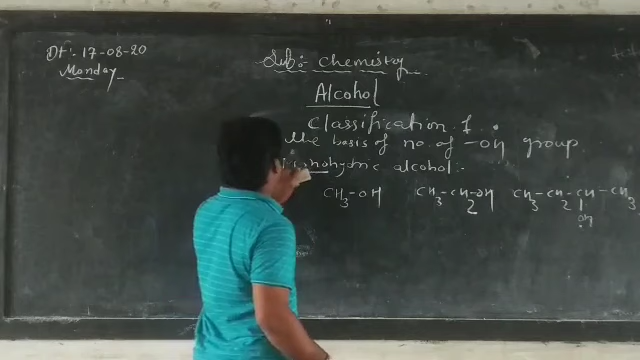 Dt:- 17-08-20
Monday
Sub:- Chemistry
Alcohol
Classification 1.
The basis of no. of -OH group.
Monohydric alcohol:-
CH3-OH CH3-CH2-OH CH3-CH2-CH-CH3
OH